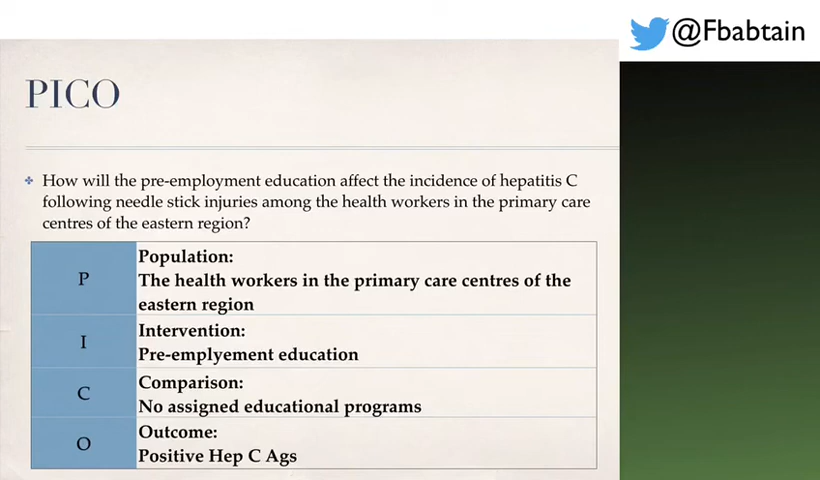 @Fbabtain
PICO
How will the pre-employment education affect the incidence of hepatitis C
following needle stick injuries among the health workers in the primary care
centres of the eastern region?
P
Population:
The health workers in the primary care centres of the
eastern region
I
Intervention:
Pre-emplyement education
C
Comparison:
No assigned educational programs
O
Outcome:
Positive Hep C Ags